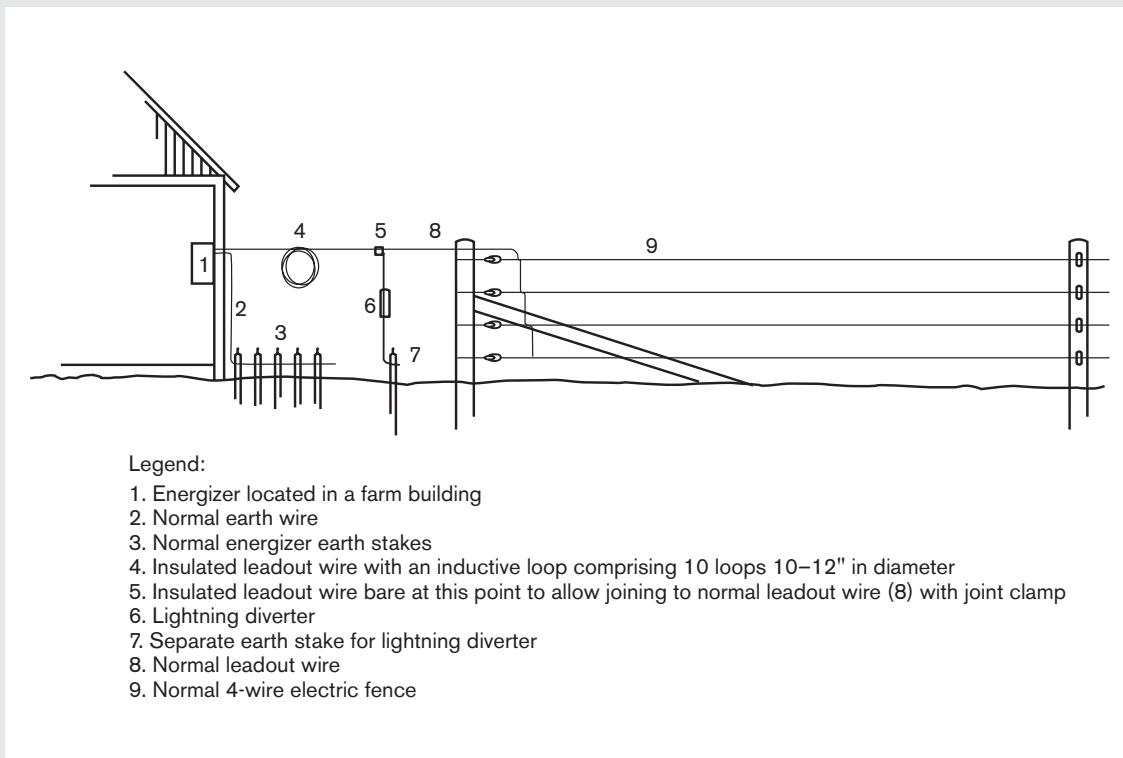 4 5 8 9
1
6
2
3
7
Legend:
1. Energizer located in a farm building
2. Normal earth wire
3. Normal energizer earth stakes
4. Insulated leadout wire with an inductive loop comprising 10 loops 10–12" in diameter
5. Insulated leadout wire bare at this point to allow joining to normal leadout wire (8) with joint clamp
6. Lightning diverter
7. Separate earth stake for lightning diverter
8. Normal leadout wire
9. Normal 4-wire electric fence